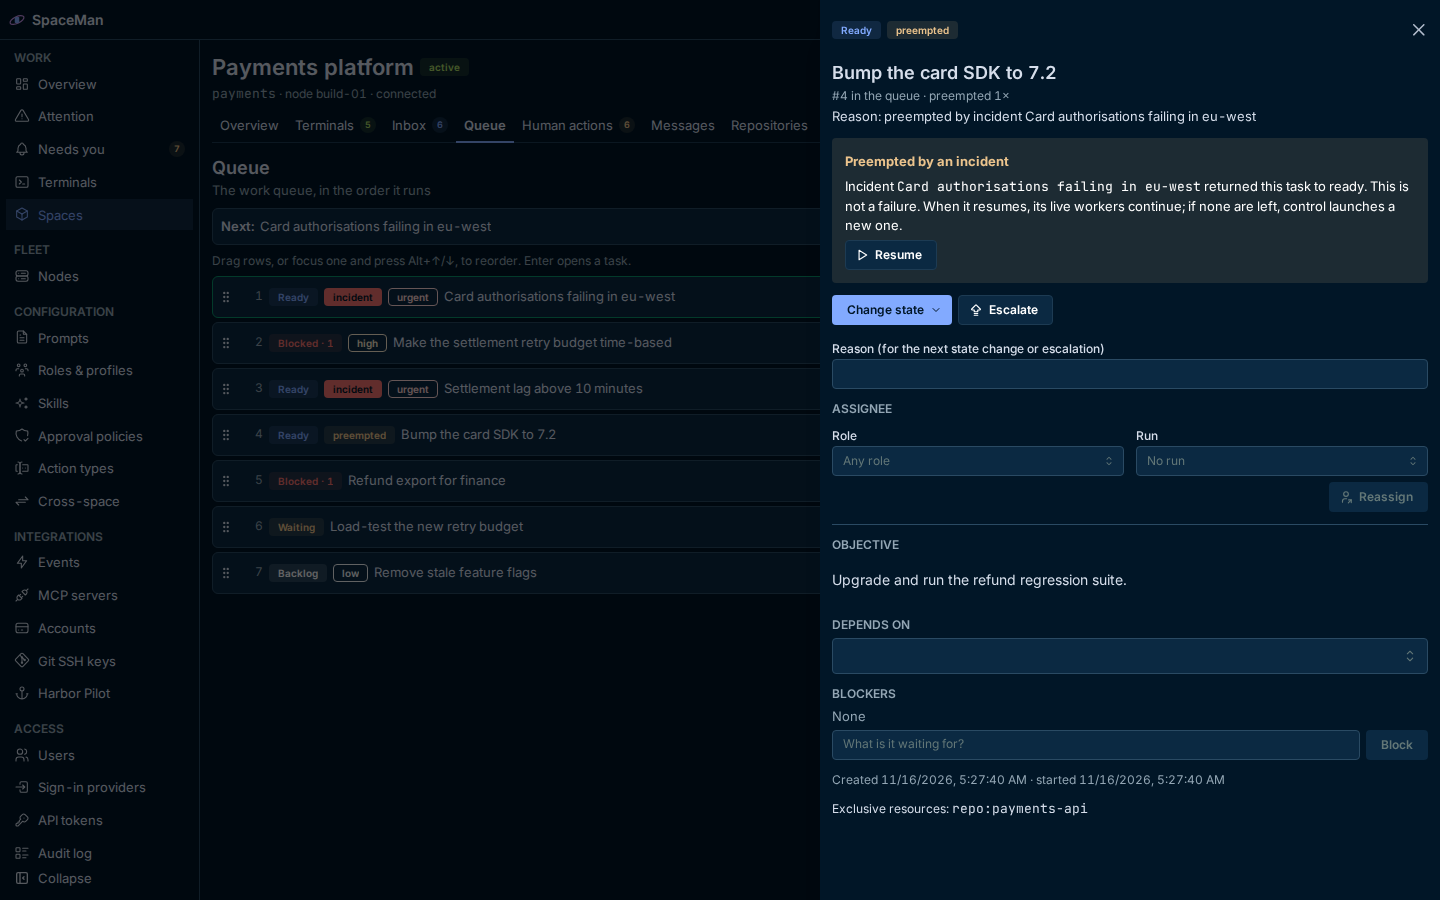 SpaceMan
WORK
Overview
Attention
Needs you 7
Terminals
Spaces
FLEET
Nodes
CONFIGURATION
Prompts
Roles & profiles
Skills
Approval policies
Action types
Cross-space
INTEGRATIONS
Events
MCP servers
Accounts
Git SSH keys
Harbor Pilot
ACCESS
Users
Sign-in providers
API tokens
Audit log
Collapse
Payments platform active
payments · node build-01 · connected
Overview Terminals 5 Inbox 6 Queue Human actions 6 Messages Repositories
Queue
The work queue, in the order it runs
Next: Card authorisations failing in eu-west
Drag rows, or focus one and press Alt+↑/↓, to reorder. Enter opens a task.
1 Ready incident urgent Card authorisations failing in eu-west
2 Blocked · 1 high Make the settlement retry budget time-based
3 Ready incident urgent Settlement lag above 10 minutes
4 Ready preempted Bump the card SDK to 7.2
5 Blocked · 1 Refund export for finance
6 Waiting Load-test the new retry budget
7 Backlog low Remove stale feature flags
Ready preempted
Bump the card SDK to 7.2
#4 in the queue · preempted 1×
Reason: preempted by incident Card authorisations failing in eu-west
Preempted by an incident
Incident Card authorisations failing in eu-west returned this task to ready. This is
not a failure. When it resumes, its live workers continue; if none are left, control launches a
new one.
Resume
Change state Escalate
Reason (for the next state change or escalation)
ASSIGNEE
Role Run
Any role No run
Reassign
OBJECTIVE
Upgrade and run the refund regression suite.
DEPENDS ON
BLOCKERS
None
What is it waiting for? Block
Created 11/16/2026, 5:27:40 AM · started 11/16/2026, 5:27:40 AM
Exclusive resources: repo:payments-api